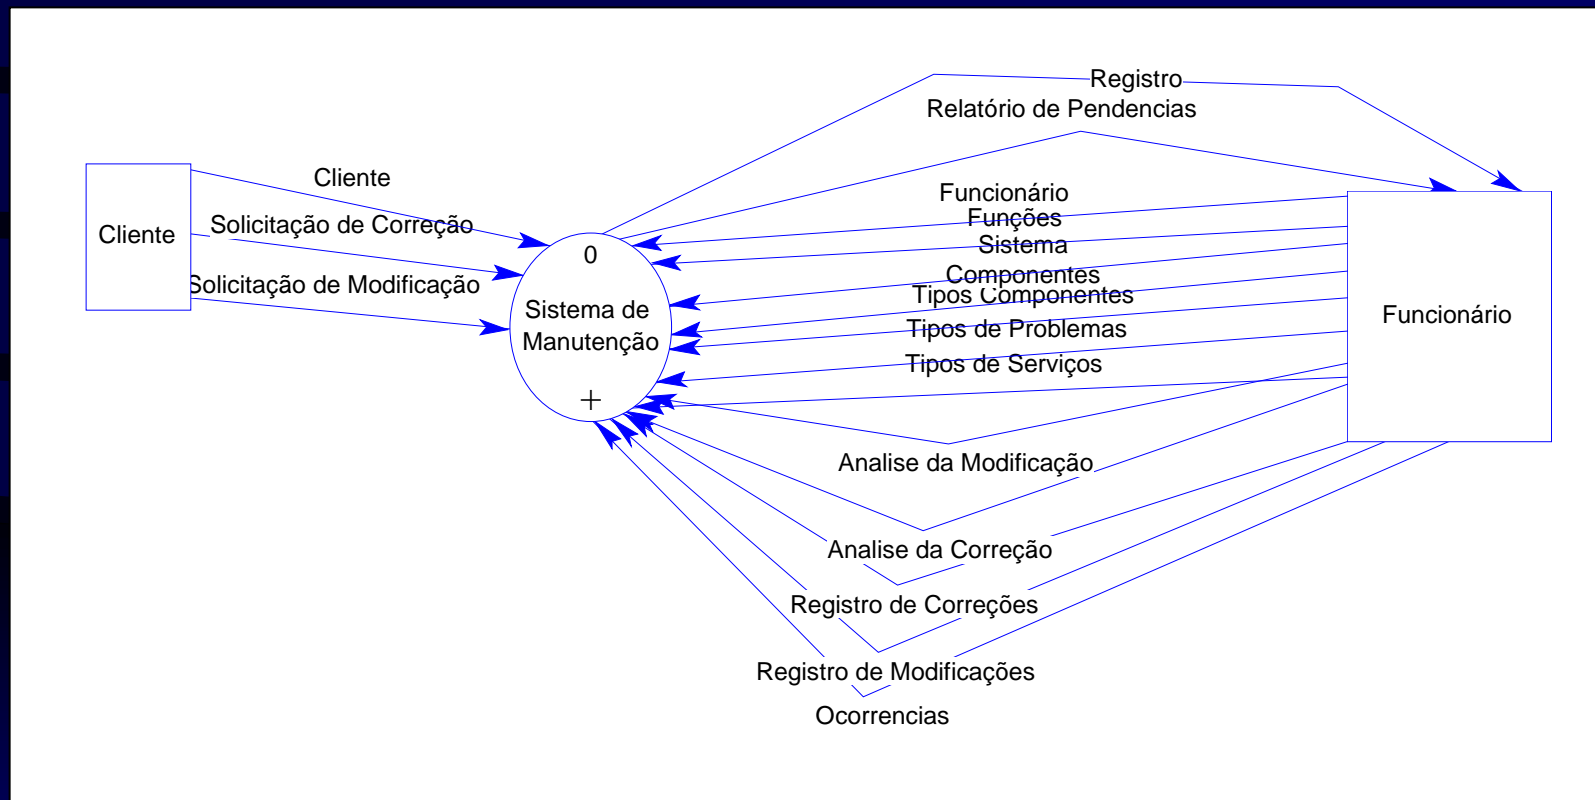 Registro
Relatório de Pendencias
Cliente
Funcionário
Solicitação de Correção
Funções
Cliente
Sistema
0
Componentes
Solicitação de Modificação
Tipos Componentes
Sistema de
Manutenção
Funcionário
Tipos de Problemas
Tipos de Serviços
+
Analise da Modificação
Analise da Correção
Registro de Correções
Registro de Modificações
Ocorrencias